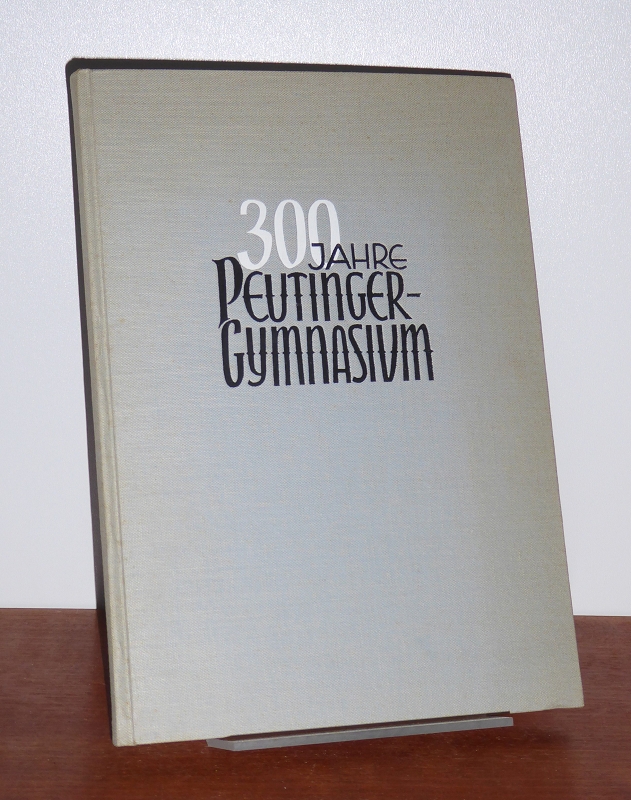 300
JAHRE
PEUTINGER-
GYMNASIUM